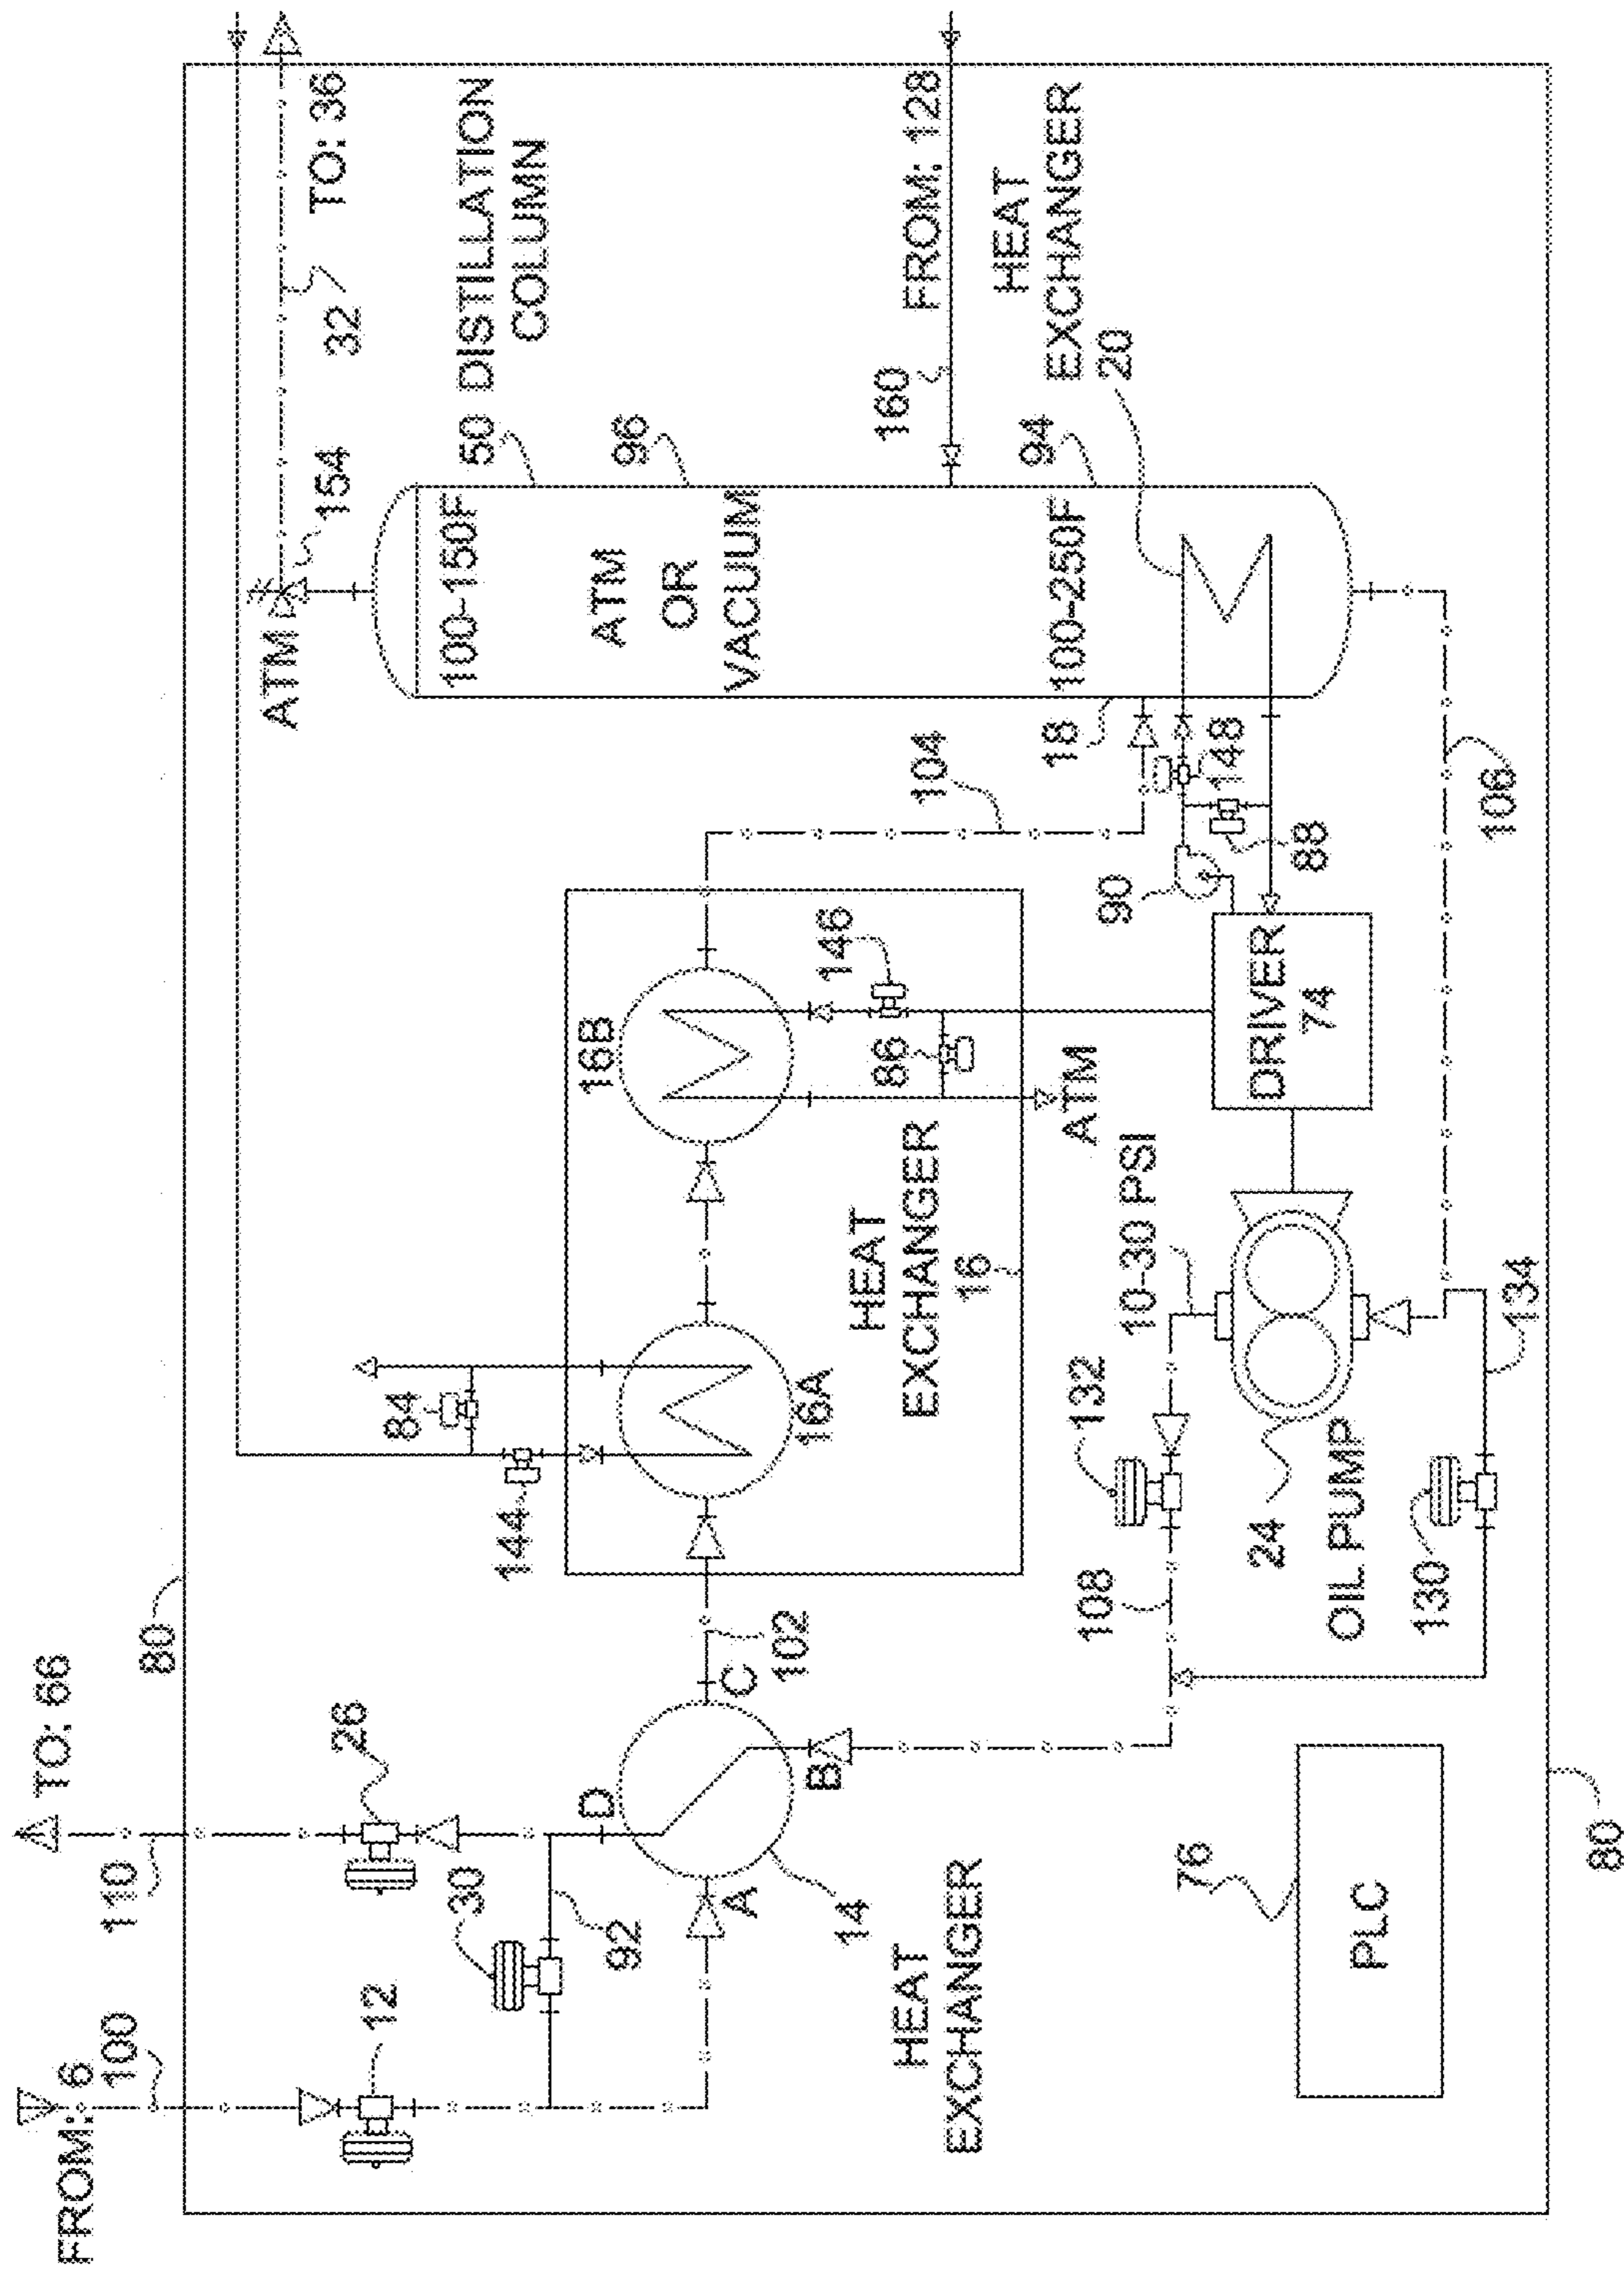 FROM: 6
100
12
30
92
110
TO: 66
26
80
D
A
B
C
14
HEAT
EXCHANGER
102
144
84
16A
HEAT
EXCHANGER
16
16B
146
86
ATM
104
ATM
154
32
TO: 36
50 DISTILLATION
COLUMN
96
100-150F
ATM
OR
VACUUM
100-250F
18
160
FROM: 128
94
HEAT
EXCHANGER
20
148
88
90
DRIVER
74
106
10-30 PSI
132
108
24
OIL PUMP
130
134
76
PLC
80